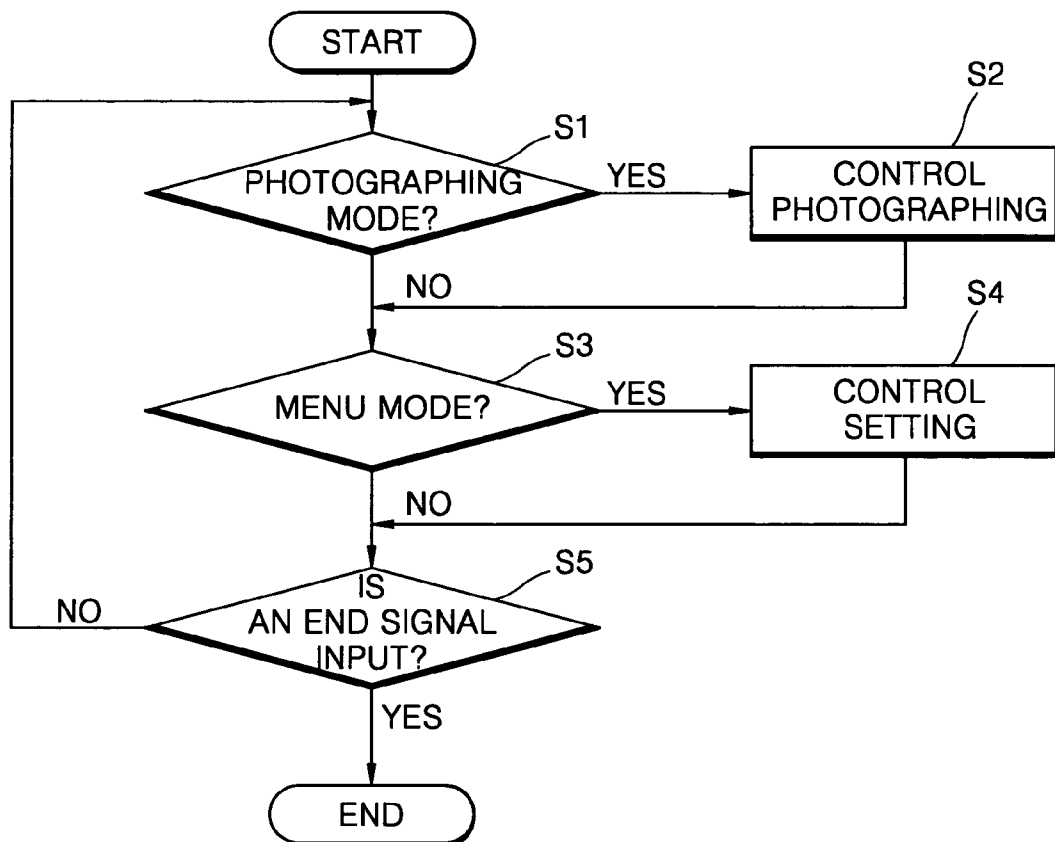 START
S1
S2
PHOTOGRAPHING
MODE?
YES
CONTROL
PHOTOGRAPHING
NO
S3
S4
MENU MODE?
YES
CONTROL
SETTING
NO
S5
IS
AN END SIGNAL
INPUT?
NO
YES
END